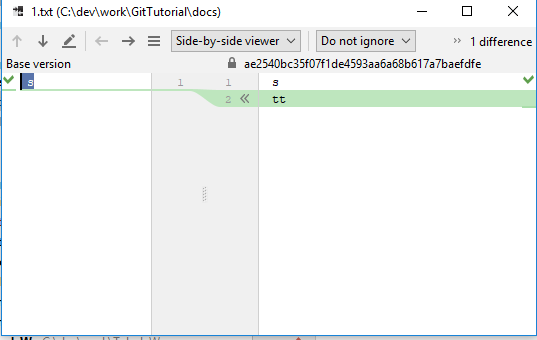 1.txt (C:\dev\work\GitTutorial\docs)
Side-by-side viewer Do not ignore 1 difference
Base version ae2540bc35f07f1de4593aa6a68b617a7baefdfe
s 1 1 s
2 tt